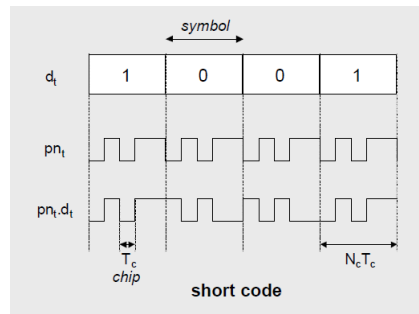 symbol
dt 1 0 0 1
pnt
pnt.dt
Tc NcTc
chip
short code